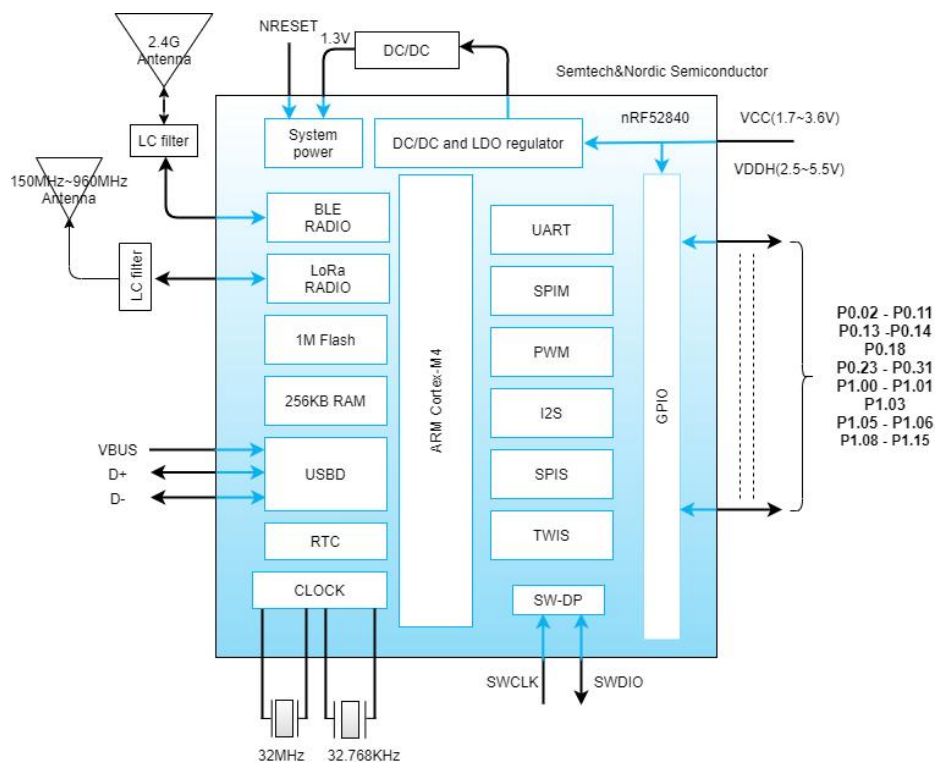 2.4G
Antenna
NRESET
1.3V
DC/DC
Semtech&Nordic Semiconductor
LC filter
System
power
DC/DC and LDO regulator
nRF52840
VCC(1.7~3.6V)
VDDH(2.5~5.5V)
150MHz~960MHz
Antenna
BLE
RADIO
UART
LC filter
LoRa
RADIO
SPIM
1M Flash
PWM
256KB RAM
I2S
ARM Cortex-M4
GPIO
P0.02 - P0.11
P0.13 -P0.14
P0.18
P0.23 - P0.31
P1.00 - P1.01
P1.03
P1.05 - P1.06
P1.08 - P1.15
VBUS
D+
D-
USBD
SPIS
RTC
TWIS
CLOCK
SW-DP
SWCLK
SWDIO
32MHz
32.768KHz